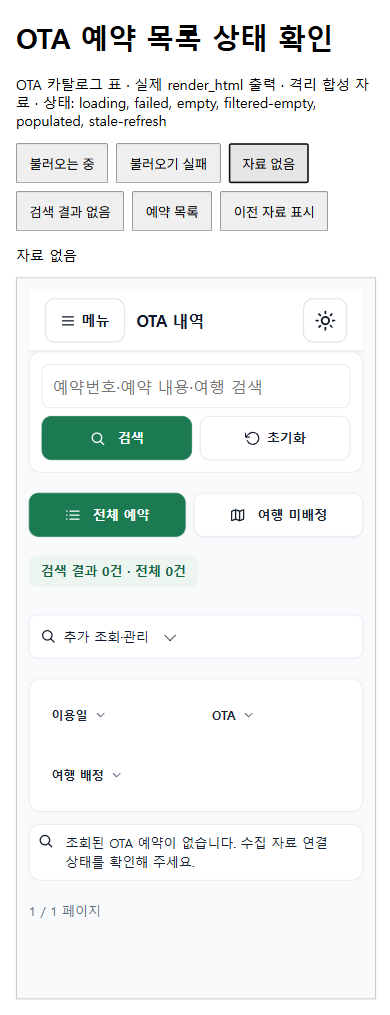 OTA 예약 목록 상태 확인
OTA 카탈로그 표 · 실제 render_html 출력 · 격리 합성 자
료 · 상태: loading, failed, empty, filtered-empty,
populated, stale-refresh
불러오는 중
불러오기 실패
자료 없음
검색 결과 없음
예약 목록
이전 자료 표시
자료 없음
메뉴
OTA 내역
예약번호·예약 내용·여행 검색
검색
초기화
전체 예약
여행 미배정
검색 결과 0건 · 전체 0건
추가 조회·관리
이용일
OTA
여행 배정
조회된 OTA 예약이 없습니다. 수집 자료 연결
상태를 확인해 주세요.
1 / 1 페이지